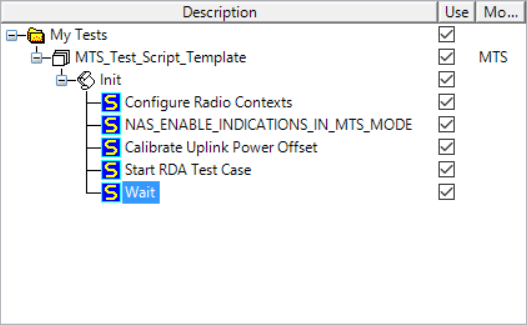 Description Use Mo...
My Tests
MTS_Test_Script_Template MTS
Init
S Configure Radio Contexts
S NAS_ENABLE_INDICATIONS_IN_MTS_MODE
S Calibrate Uplink Power Offset
S Start RDA Test Case
S Wait